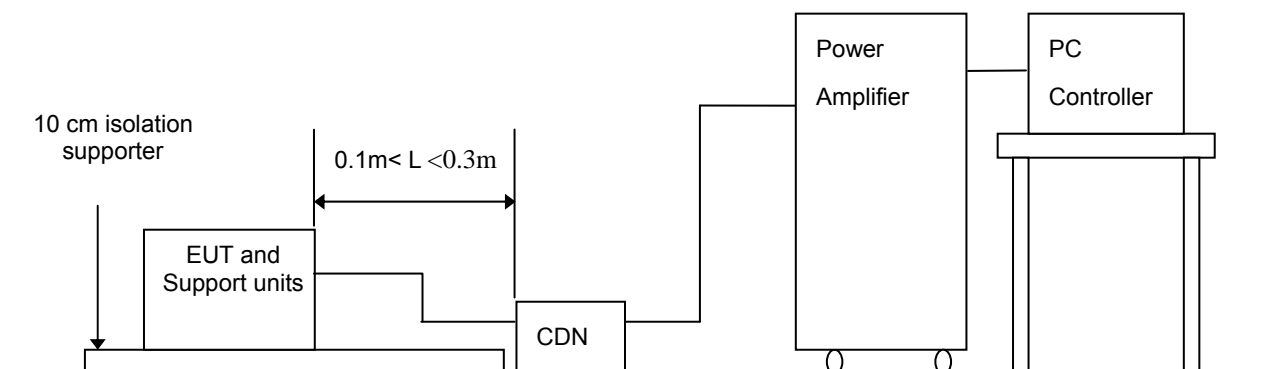 Power
Amplifier
PC
Controller
10 cm isolation
supporter
0.1m< L <0.3m
EUT and
Support units
CDN